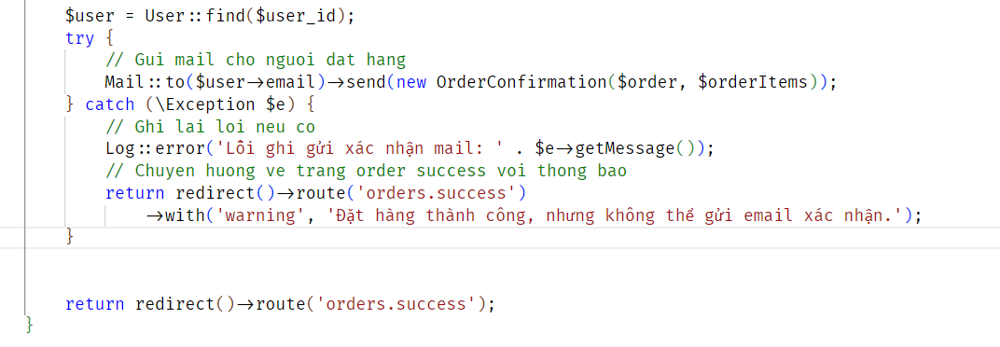 $user = User::find($user_id);
try {
// Gui mail cho nguoi dat hang
Mail::to($user->email)->send(new OrderConfirmation($order, $orderItems));
} catch (\Exception $e) {
// Ghi lai loi neu co
Log::error('Lỗi ghi gửi xác nhận mail: ' . $e->getMessage());
// Chuyen huong ve trang order success voi thong bao
return redirect()->route('orders.success')
->with('warning', 'Đặt hàng thành công, nhưng không thể gửi email xác nhận.');
}
return redirect()->route('orders.success');
}